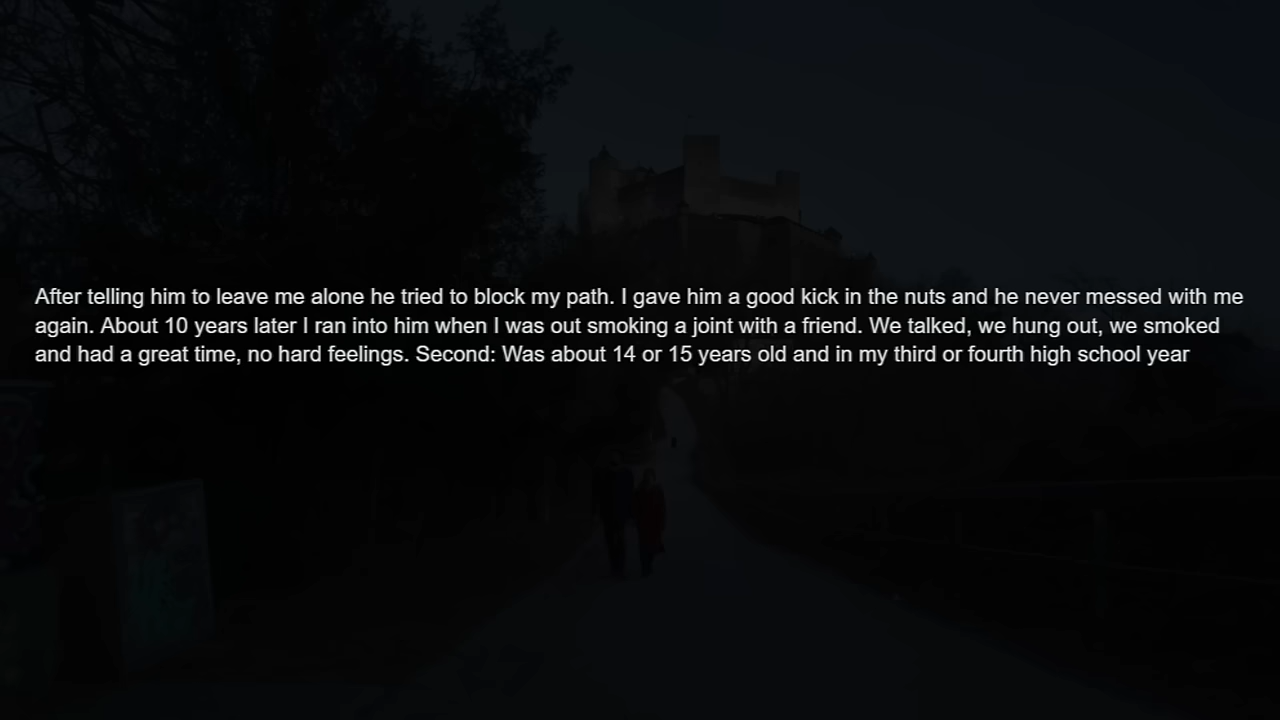 After telling him to leave me alone he tried to block my path. I gave him a good kick in the nuts and he never messed with me
again. About 10 years later I ran into him when I was out smoking a joint with a friend. We talked, we hung out, we smoked
and had a great time, no hard feelings. Second: Was about 14 or 15 years old and in my third or fourth high school year